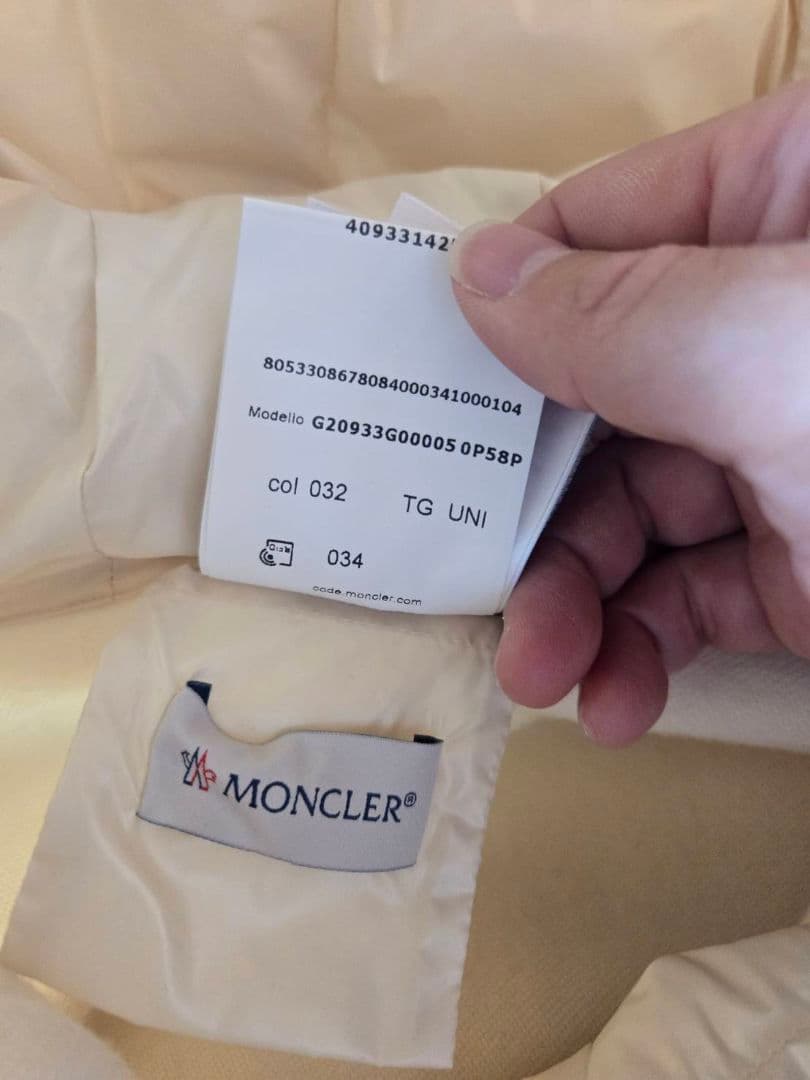 40933142
8053308678084000341000104
Modello G20933G00005 0P58P
col 032 TG UNI
034
code.moncler.com
MONCLER®